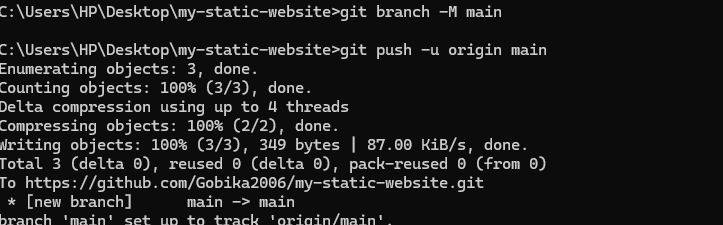 C:\Users\HP\Desktop\my-static-website>git branch -M main
C:\Users\HP\Desktop\my-static-website>git push -u origin main
Enumerating objects: 3, done.
Counting objects: 100% (3/3), done.
Delta compression using up to 4 threads
Compressing objects: 100% (2/2), done.
Writing objects: 100% (3/3), 349 bytes | 87.00 KiB/s, done.
Total 3 (delta 0), reused 0 (delta 0), pack-reused 0 (from 0)
To https://github.com/Gobika2006/my-static-website.git
 * [new branch]      main -> main
branch 'main' set up to track 'origin/main'.